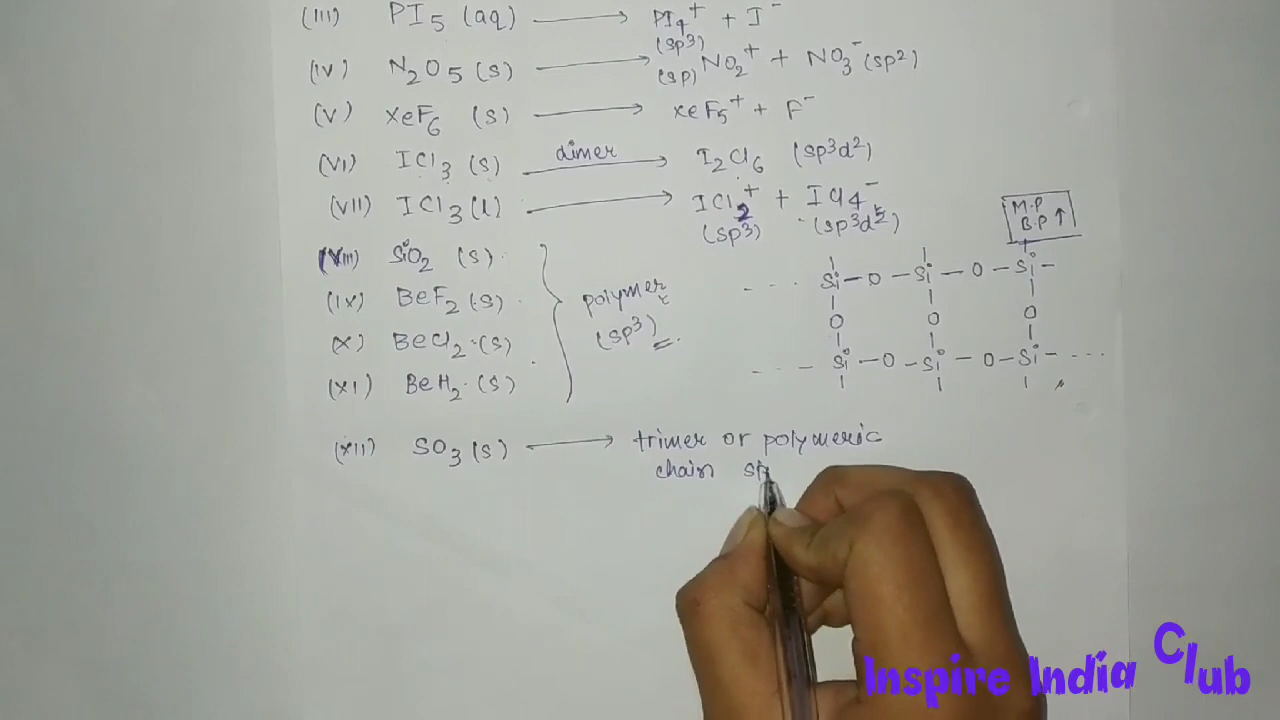 (III) PI5 (aq) ⟶ PI4+ + I-
(sp3)
(IV) N2O5 (s) ⟶ (sp) NO2+ + NO3- (sp2)
(V) XeF6 (s) ⟶ XeF5+ + F-
(VI) ICl3 (s) dimer ⟶ I2Cl6 (sp3d2)
(VII) ICl3 (l) ⟶ ICl2+ + ICl4-
(sp3) (sp3d2)
M.P
B.P ↑
(VIII) SiO2 (s)
(IX) BeF2 (s)
(X) BeCl2 (s)
(XI) BeH2 (s)
polymer
(sp3)
--- Si — O — Si — O — Si —
O O O
--- Si — O — Si — O — Si ---
(XII) SO3 (s) ⟶ trimer or polymeric
chain sp
Inspire India Club